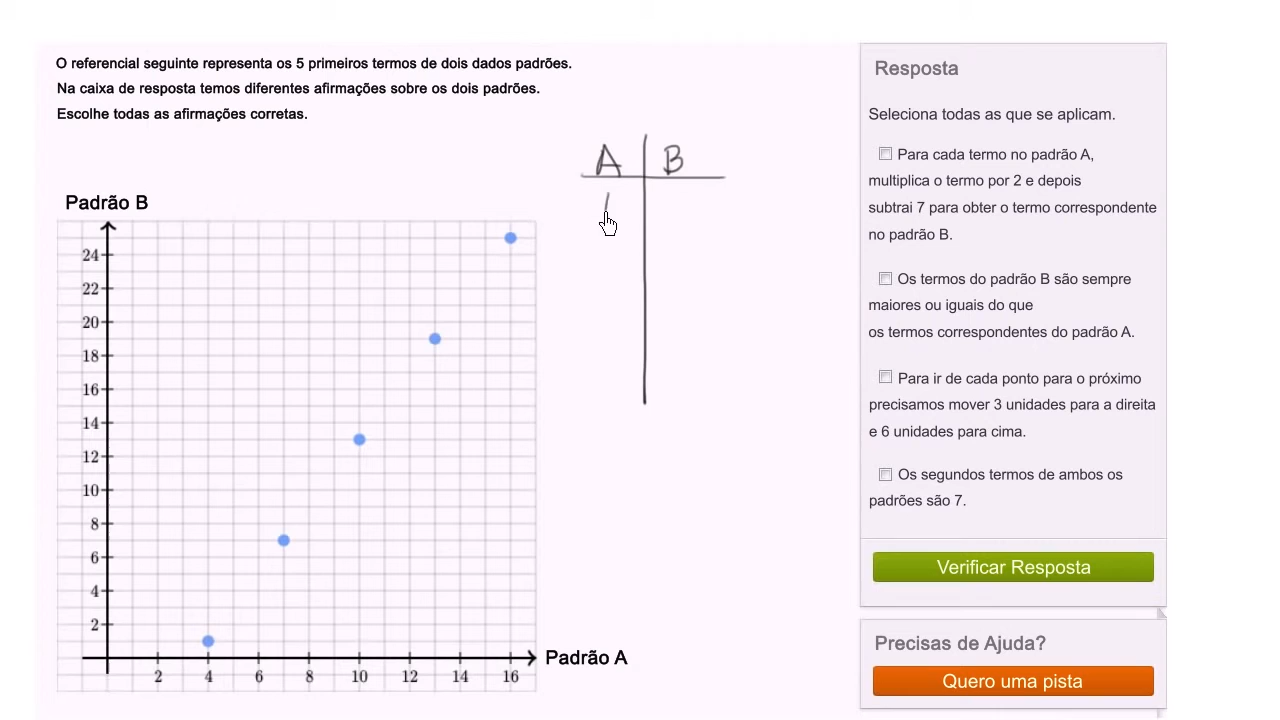 O referencial seguinte representa os 5 primeiros termos de dois dados padrões.
Na caixa de resposta temos diferentes afirmações sobre os dois padrões.
Escolhe todas as afirmações corretas.
A B
Padrão B
24
22
20
18
16
14
12
10
8
6
4
2
2 4 6 8 10 12 14 16
Padrão A
Resposta
Seleciona todas as que se aplicam.
Para cada termo no padrão A,
multiplica o termo por 2 e depois
subtrai 7 para obter o termo correspondente
no padrão B.
Os termos do padrão B são sempre
maiores ou iguais do que
os termos correspondentes do padrão A.
Para ir de cada ponto para o próximo
precisamos mover 3 unidades para a direita
e 6 unidades para cima.
Os segundos termos de ambos os
padrões são 7.
Verificar Resposta
Precisas de Ajuda?
Quero uma pista